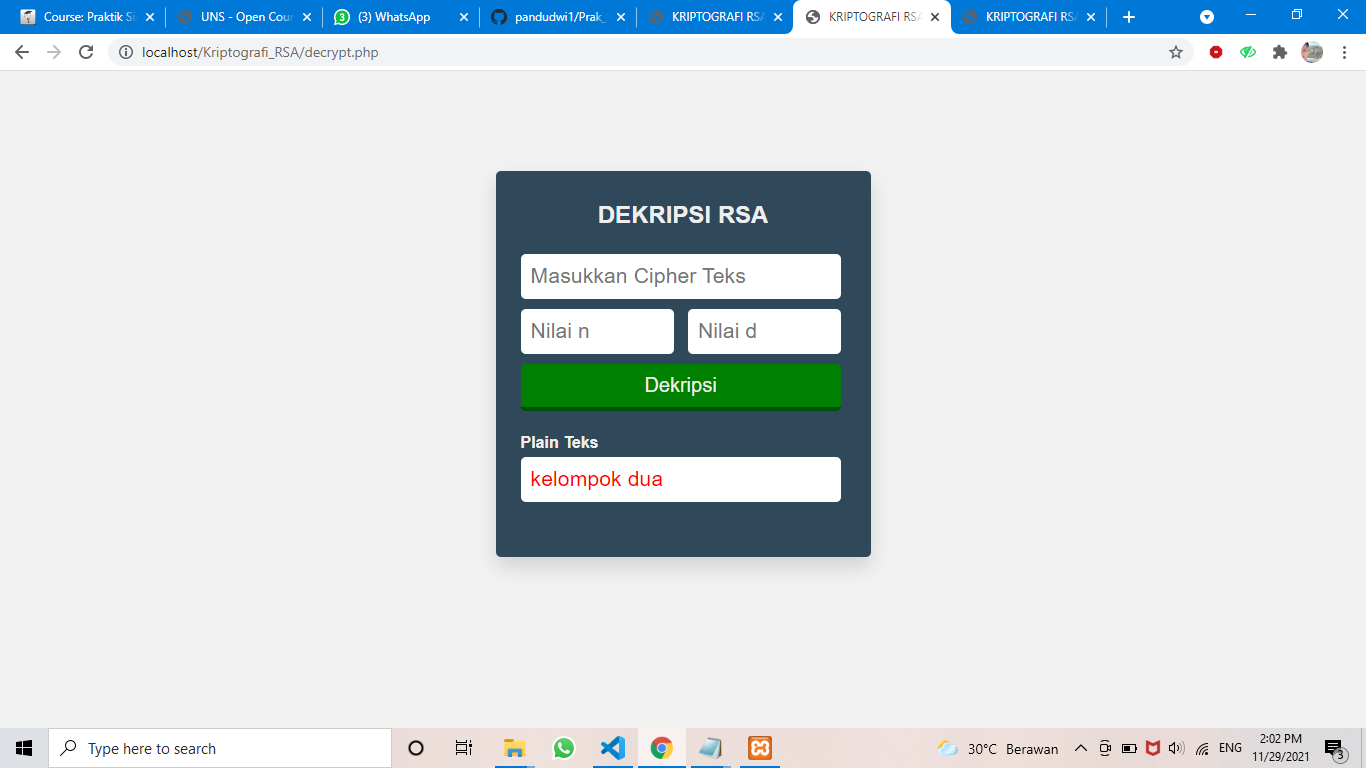 Course: Praktik Si
UNS - Open Cour
(3) WhatsApp
pandudwi1/Prak_
KRIPTOGRAFI RSA
KRIPTOGRAFI RSA
KRIPTOGRAFI RSA
localhost/Kriptografi_RSA/decrypt.php
DEKRIPSI RSA
Masukkan Cipher Teks
Nilai n Nilai d
Dekripsi
Plain Teks
kelompok dua
Type here to search
30°C Berawan
ENG
2:02 PM
11/29/2021
3